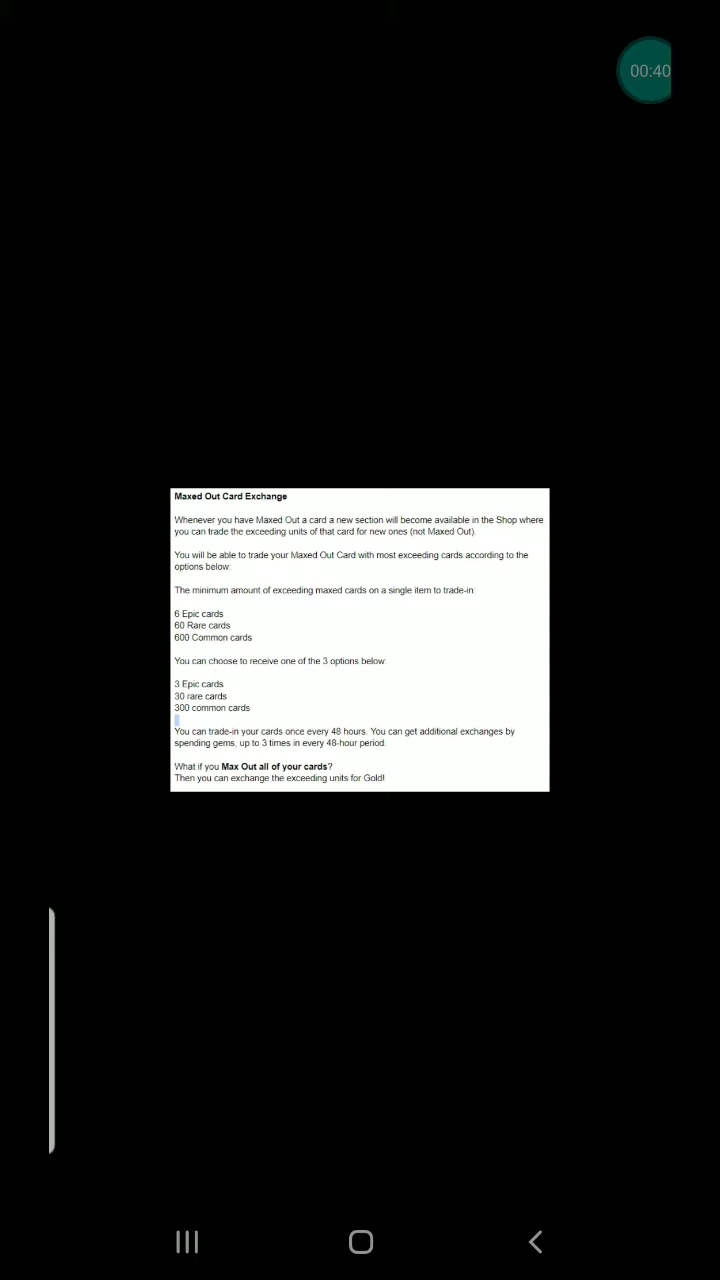 00:40
Maxed Out Card Exchange
Whenever you have Maxed Out a card a new section will become available in the Shop where
you can trade the exceeding units of that card for new ones (not Maxed Out).
You will be able to trade your Maxed Out Card with most exceeding cards according to the
options below:
The minimum amount of exceeding maxed cards on a single item to trade-in:
6 Epic cards
60 Rare cards
600 Common cards
You can choose to receive one of the 3 options below:
3 Epic cards
30 rare cards
300 common cards
You can trade-in your cards once every 48 hours. You can get additional exchanges by
spending gems, up to 3 times in every 48-hour period.
What if you Max Out all of your cards?
Then you can exchange the exceeding units for Gold!